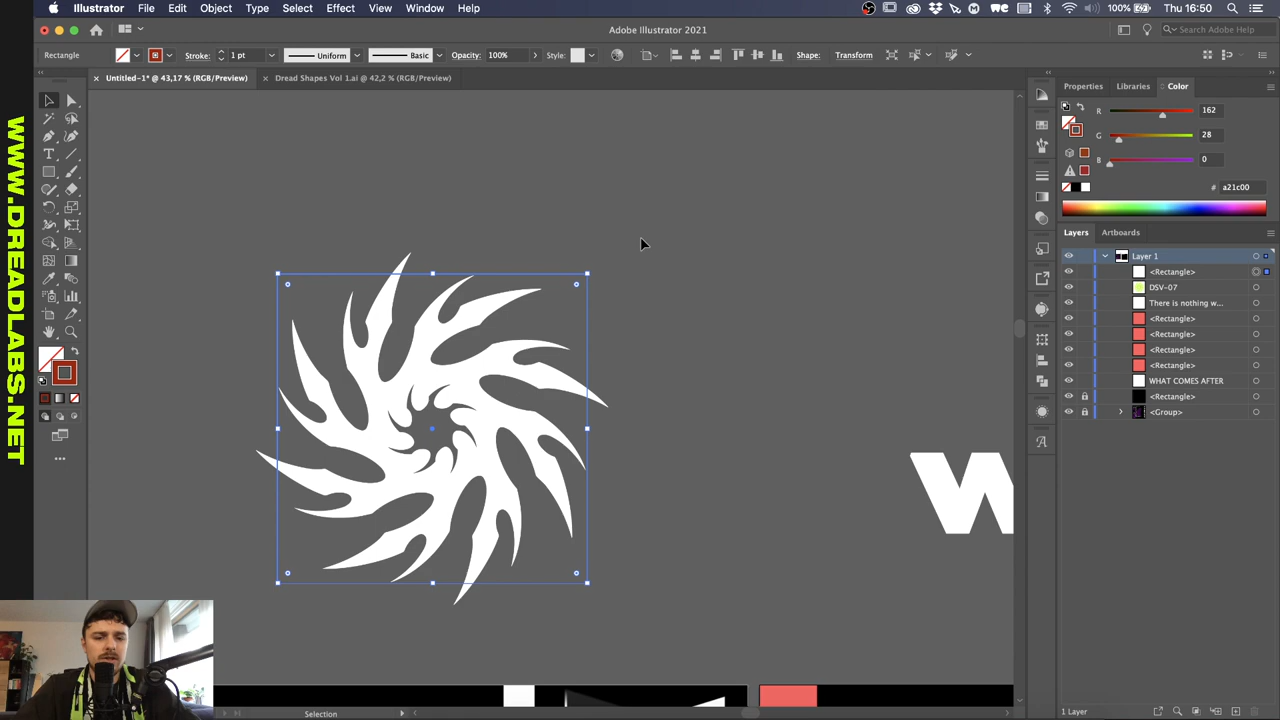 Illustrator File Edit Object Type Select Effect View Window Help 100% Thu 16:50
Adobe Illustrator 2021
Search Adobe Help
Rectangle Stroke: 1 pt Uniform Basic Opacity: 100% Style: Shape: Transform
Untitled-1* @ 43,17 % (RGB/Preview) Dread Shapes Vol 1.ai @ 42,2 % (RGB/Preview)
Properties Libraries Color
R 162
G 28
B 0
# a21c00
Layers Artboards
Layer 1
<Rectangle>
DSV-07
There is nothing w...
<Rectangle>
<Rectangle>
<Rectangle>
<Rectangle>
WHAT COMES AFTER
<Rectangle>
<Group>
W
WWW.DREADLABS.NET
Selection
1 Layer